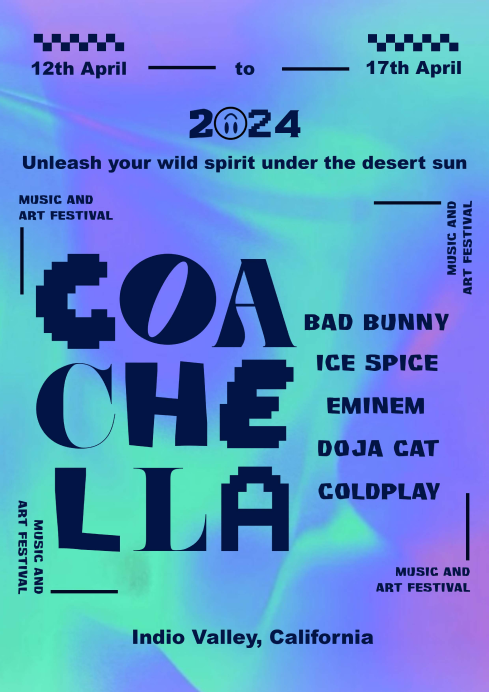 12th April to 17th April
2024
Unleash your wild spirit under the desert sun
MUSIC AND
ART FESTIVAL
MUSIC AND
ART FESTIVAL
COA
CHE
LLA
BAD BUNNY
ICE SPICE
EMINEM
DOJA CAT
COLDPLAY
MUSIC AND
ART FESTIVAL
MUSIC AND
ART FESTIVAL
Indio Valley, California